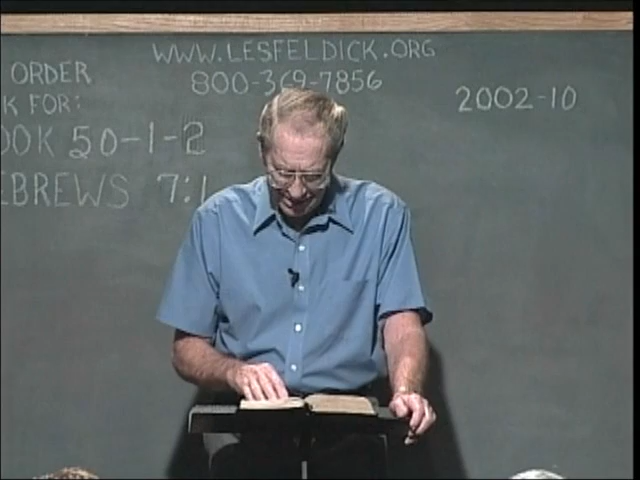 WWW.LESFELDICK.ORG
800-369-7856
2002-10
ORDER
K FOR:
OOK 50-1-2
EBREWS 7:1